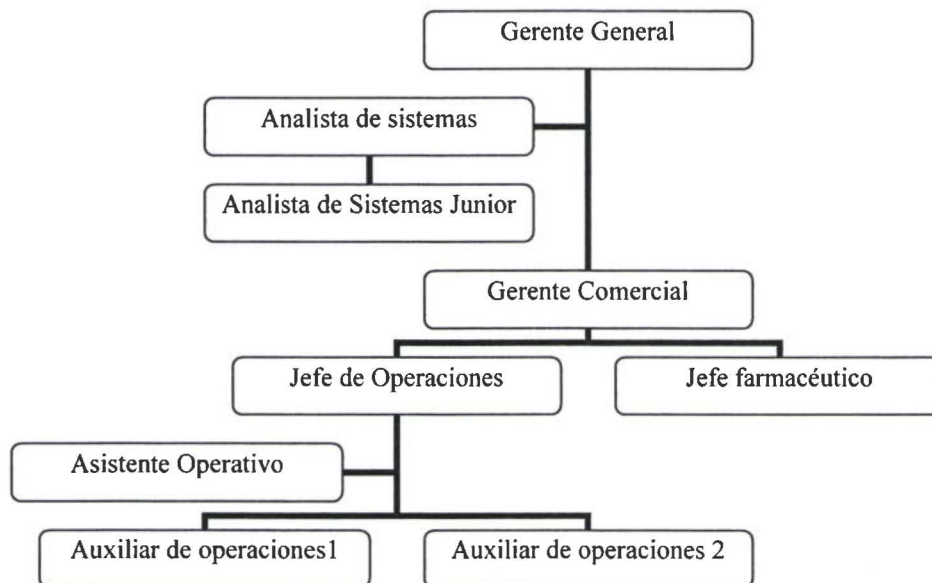 Gerente General
Analista de sistemas
Analista de Sistemas Junior
Gerente Comercial
Jefe de Operaciones
Jefe farmacéutico
Asistente Operativo
Auxiliar de operaciones1
Auxiliar de operaciones 2